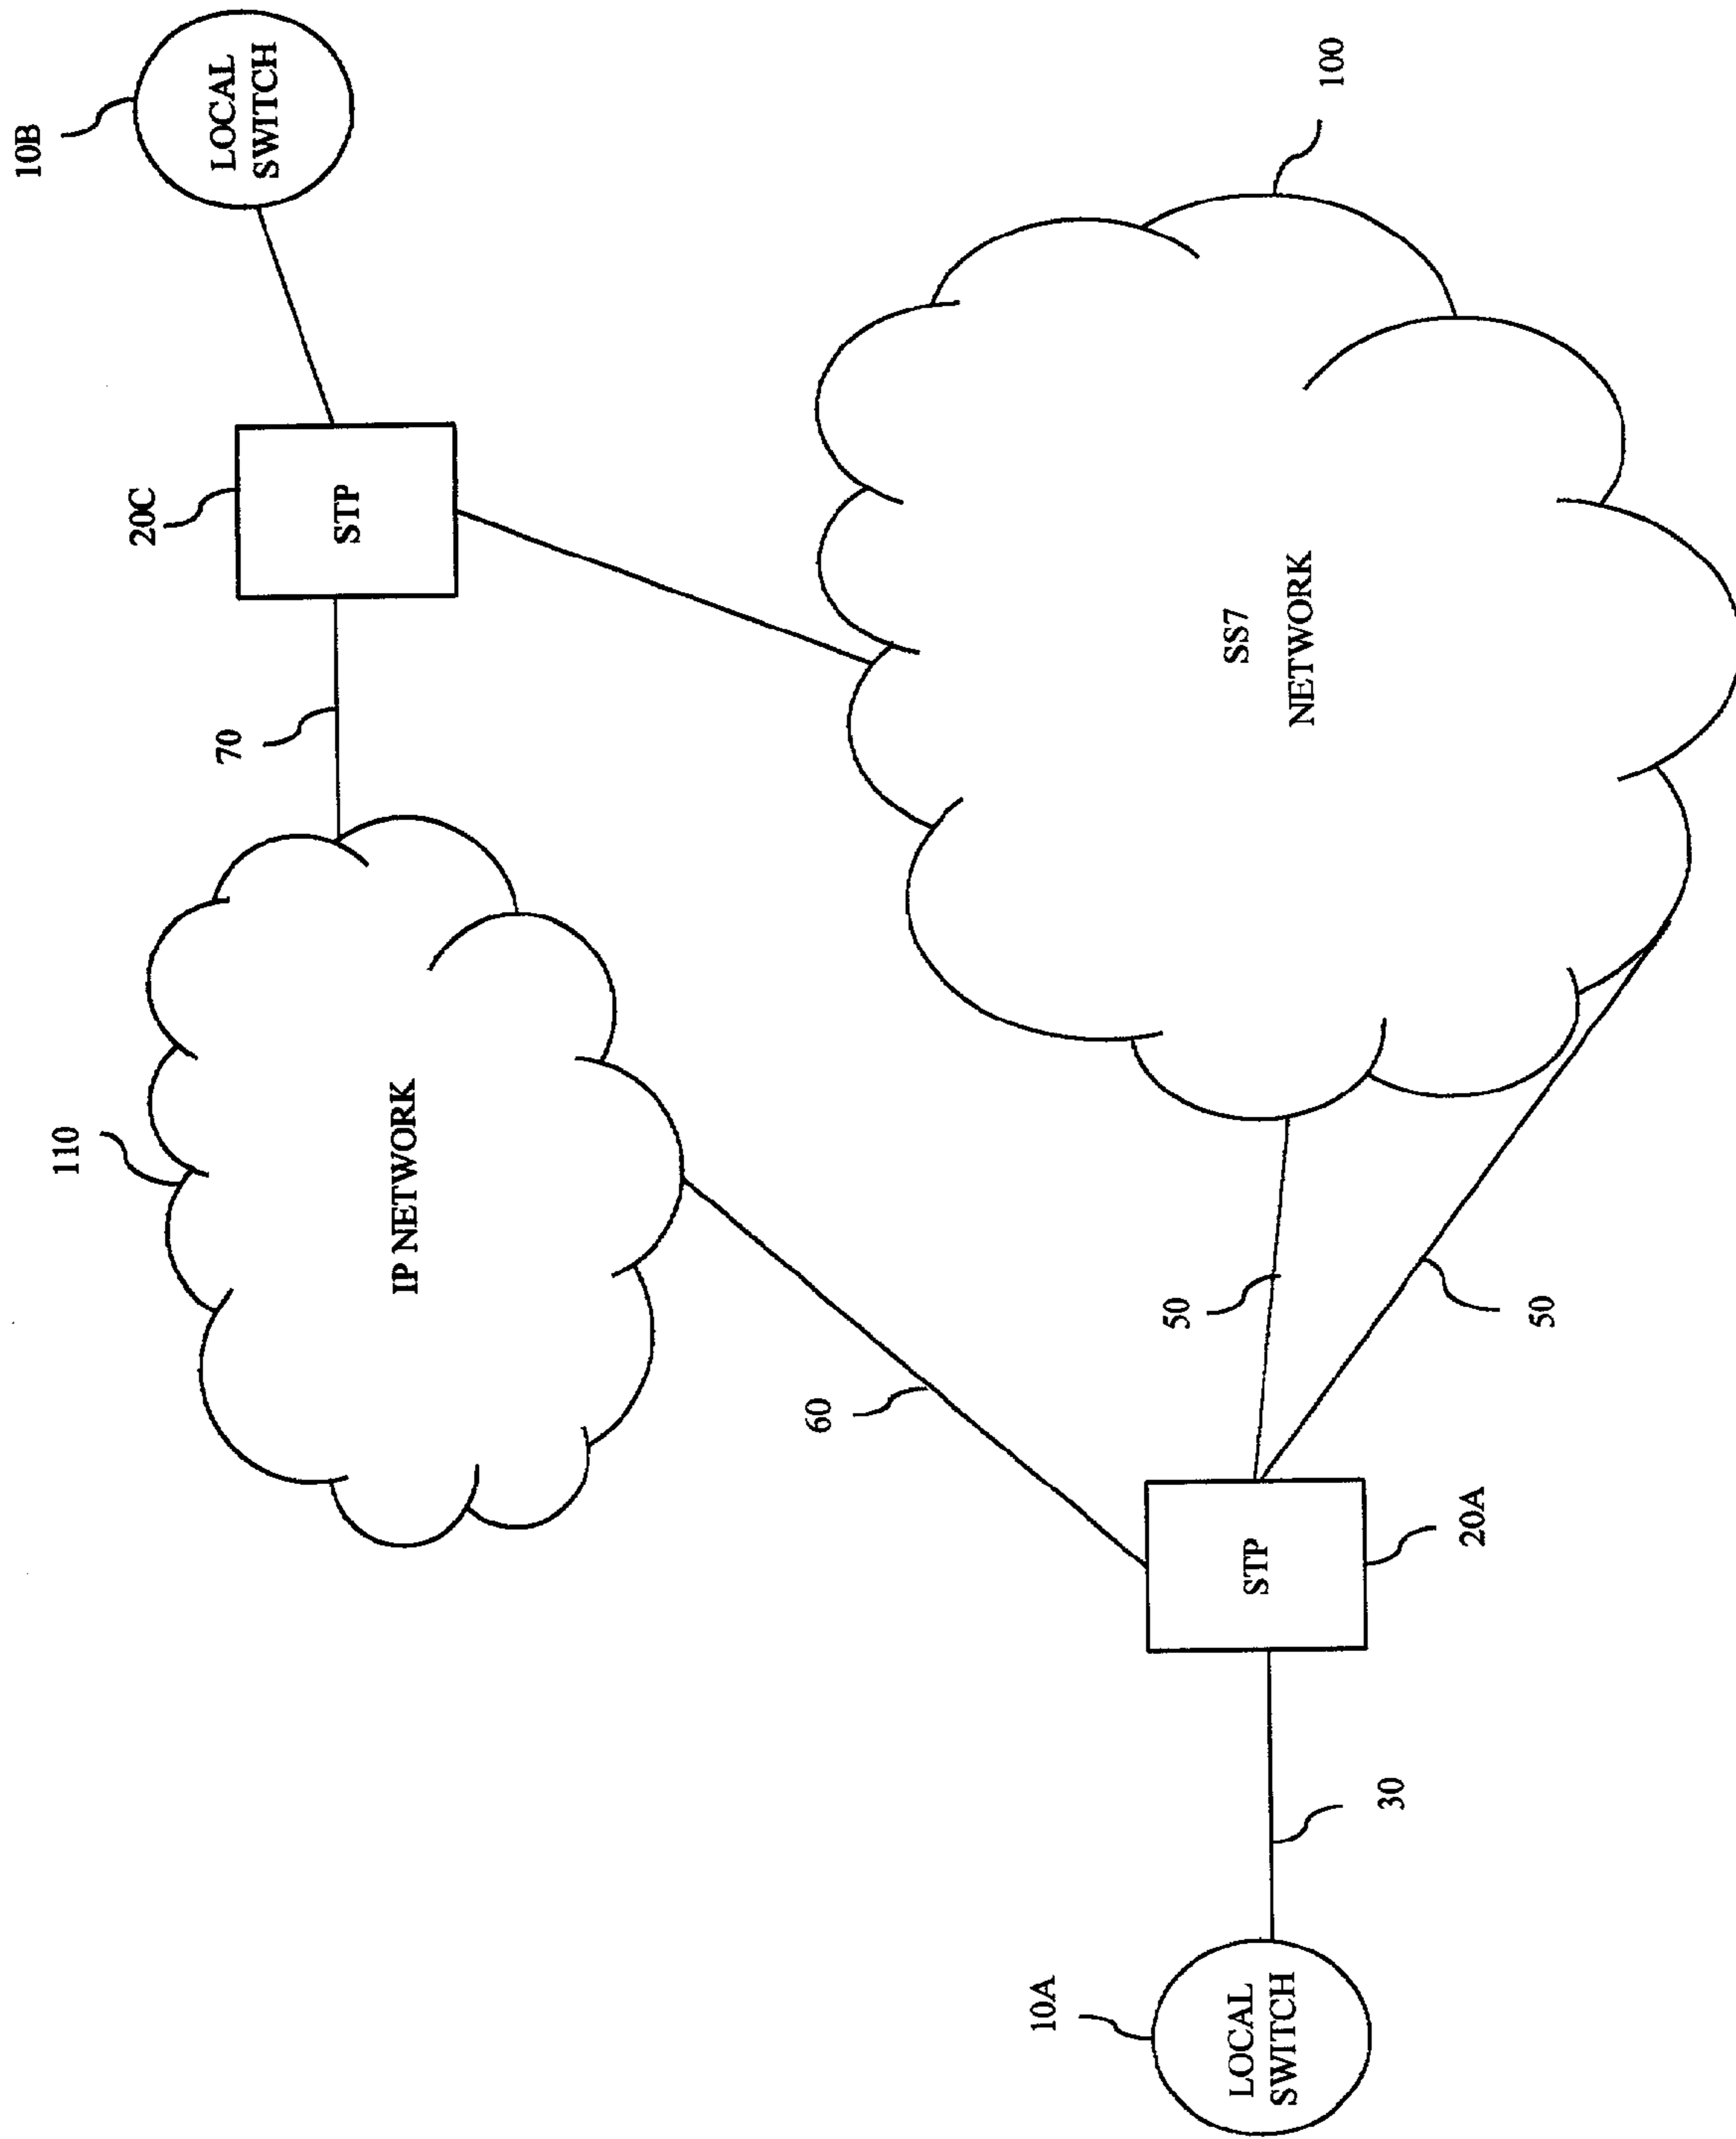 10B
LOCAL
SWITCH
20C
STP
70
110
IP NETWORK
100
SS7
NETWORK
60
50
50
STP
20A
30
10A
LOCAL
SWITCH